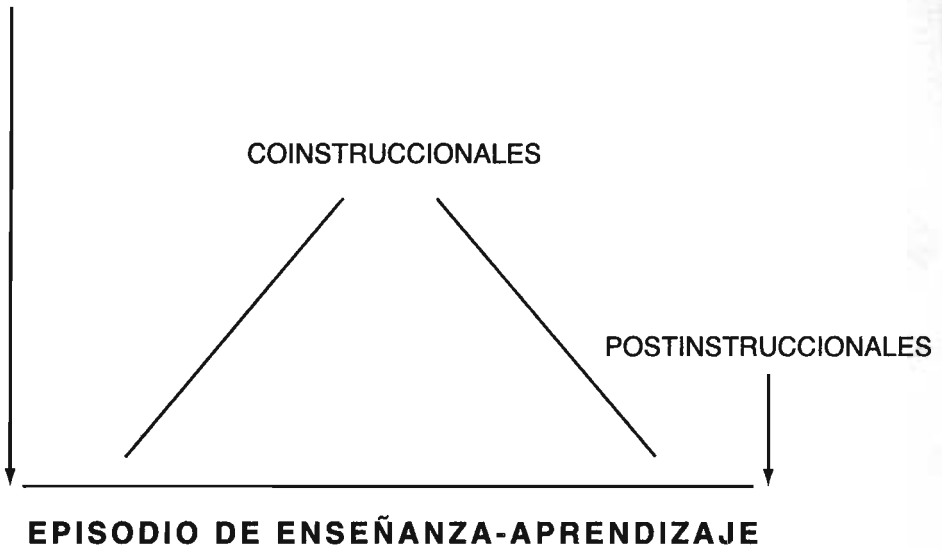 COINSTRUCCIONALES
POSTINSTRUCCIONALES
EPISODIO DE ENSEÑANZA-APRENDIZAJE